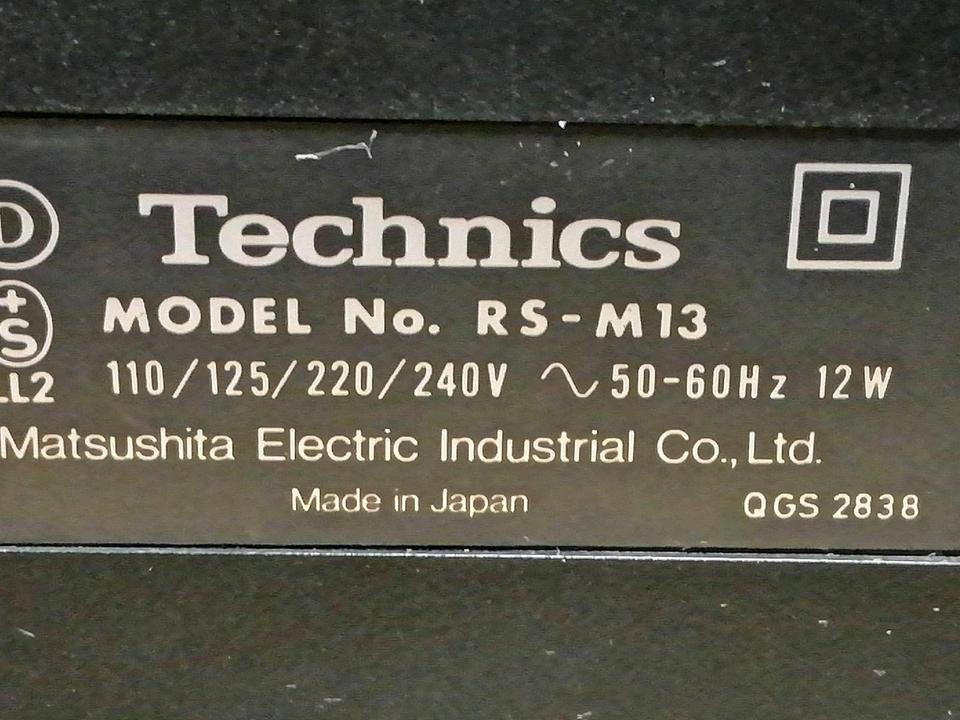 D Technics
+S MODEL No. RS-M13
LL2 110/125/220/240V ∿ 50-60Hz 12W
Matsushita Electric Industrial Co., Ltd.
Made in Japan QGS 2838